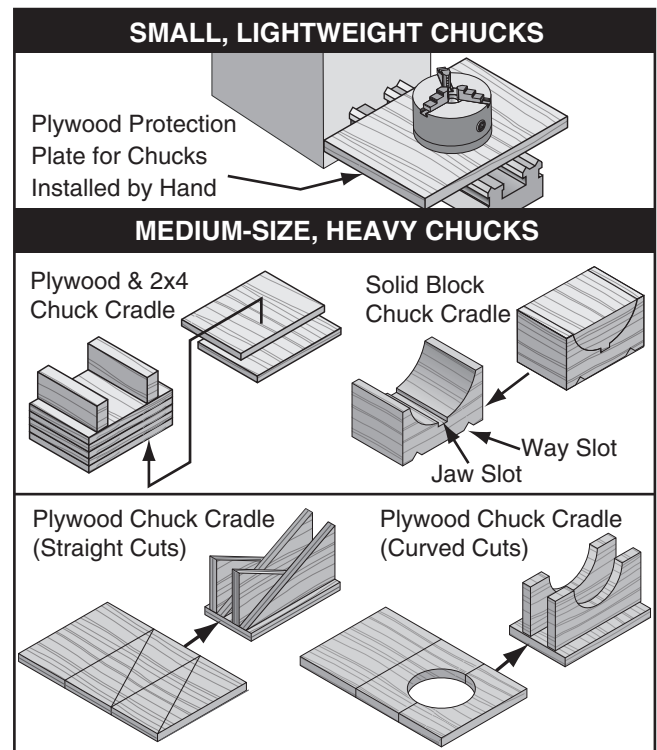 SMALL, LIGHTWEIGHT CHUCKS
Plywood Protection
Plate for Chucks
Installed by Hand
MEDIUM-SIZE, HEAVY CHUCKS
Plywood & 2x4
Chuck Cradle
Solid Block
Chuck Cradle
Way Slot
Jaw Slot
Plywood Chuck Cradle
(Straight Cuts)
Plywood Chuck Cradle
(Curved Cuts)